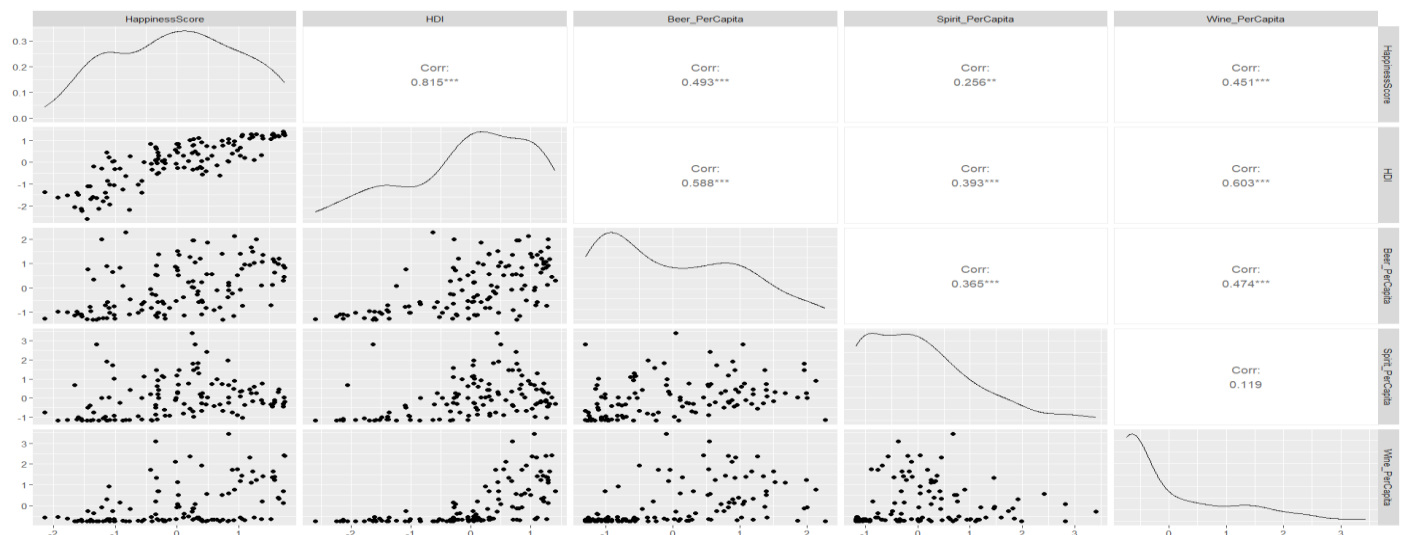 HappinessScore HDI Beer_PerCapita Spirit_PerCapita Wine_PerCapita
0.3
0.2
0.1
0.0
Corr:
0.815***
Corr:
0.493***
Corr:
0.256**
Corr:
0.451***
HappinessScore
1
0
-1
-2
Corr:
0.588***
Corr:
0.393***
Corr:
0.603***
HDI
2
1
0
-1
Corr:
0.365***
Corr:
0.474***
Beer_PerCapita
3
2
1
0
-1
Corr:
0.119
Spirit_PerCapita
3
2
1
0
Wine_PerCapita
-2 -1 0 1 -2 -1 0 1 -1 0 1 2 -1 0 1 2 3 0 1 2 3